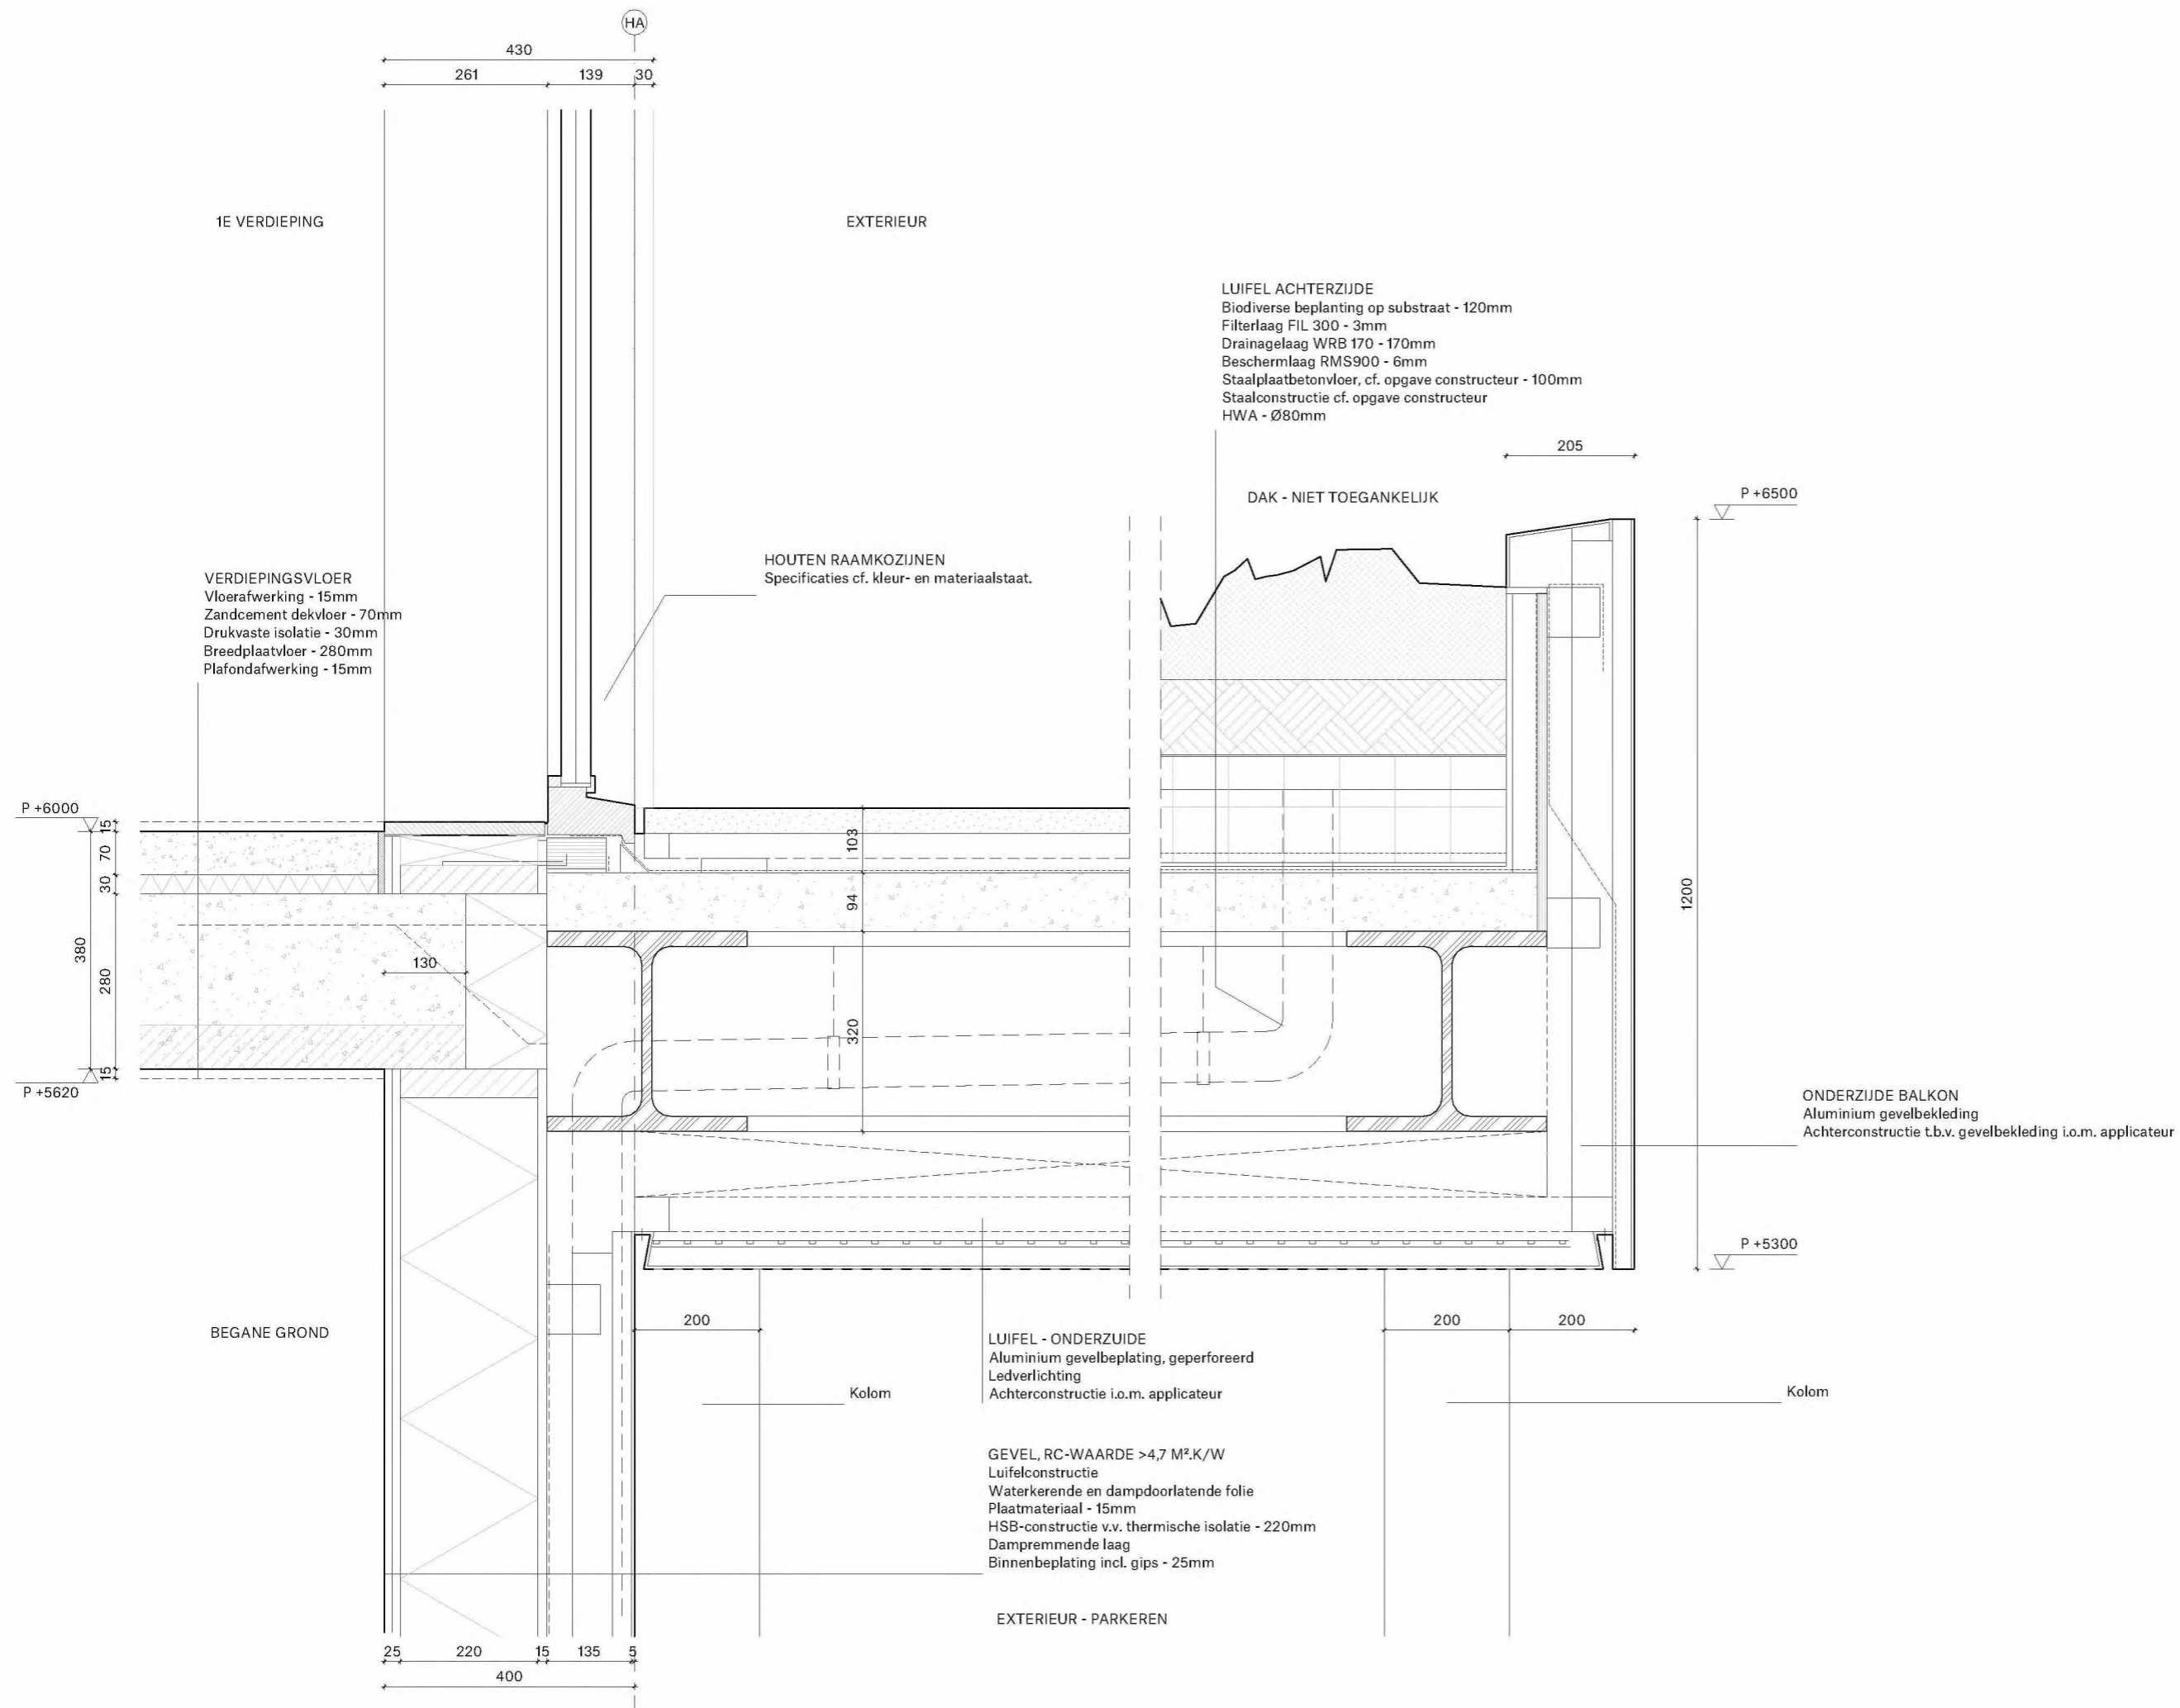 HA
430
261
139
30
1E VERDIEPING
EXTERIEUR
LUIFEL ACHTERZIJDE
Biodiverse beplanting op substraat - 120mm
Filterlaag FIL 300 - 3mm
Drainagelaag WRB 170 - 170mm
Beschermlaag RMS900 - 6mm
Staalplaatbetonvloer, cf. opgave constructeur - 100mm
Staalconstructie cf. opgave constructeur
HWA - Ø80mm
205
DAK - NIET TOEGANKELIJK
P +6500
HOUTEN RAAMKOZIJNEN
Specificaties cf. kleur- en materiaalstaat.
VERDIEPINGSVLOER
Vloerafwerking - 15mm
Zandcement dekvloer - 70mm
Drukvaste isolatie - 30mm
Breedplaatvloer - 280mm
Plafondafwerking - 15mm
P +6000
15
70
30
380
280
15
P +5620
130
103
94
320
1200
ONDERZIJDE BALKON
Aluminium gevelbekleding
Achterconstructie t.b.v. gevelbekleding i.o.m. applicateur
P +5300
200
200
200
BEGANE GROND
LUIFEL - ONDERZUIDE
Aluminium gevelbeplating, geperforeerd
Ledverlichting
Achterconstructie i.o.m. applicateur
Kolom
Kolom
GEVEL, RC-WAARDE >4,7 M².K/W
Luifelconstructie
Waterkerende en dampdoorlatende folie
Plaatmateriaal - 15mm
HSB-constructie v.v. thermische isolatie - 220mm
Dampremmende laag
Binnenbeplating incl. gips - 25mm
EXTERIEUR - PARKEREN
25
220
15
135
5
400